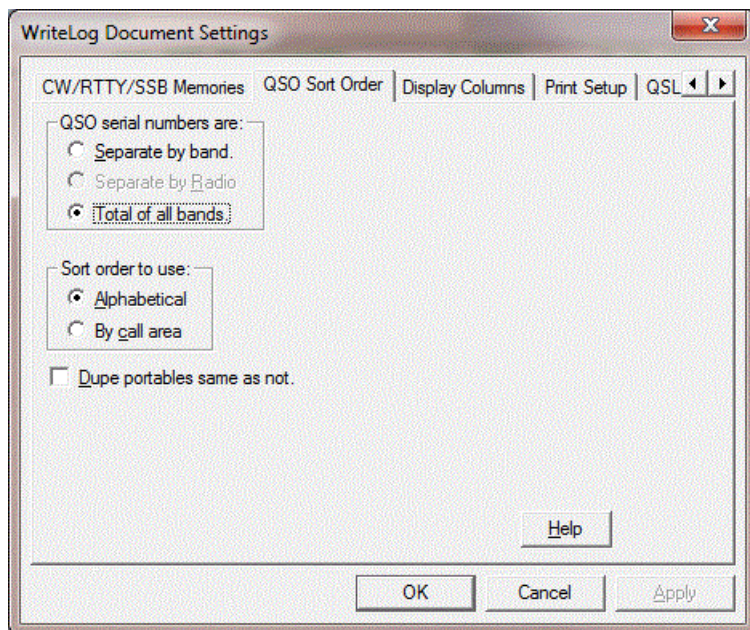 WriteLog Document Settings
CW/RTTY/SSB Memories QSO Sort Order Display Columns Print Setup QSL
QSO serial numbers are:
Separate by band.
Separate by Radio
Total of all bands.
Sort order to use:
Alphabetical
By call area
Dupe portables same as not.
Help
OK Cancel Apply